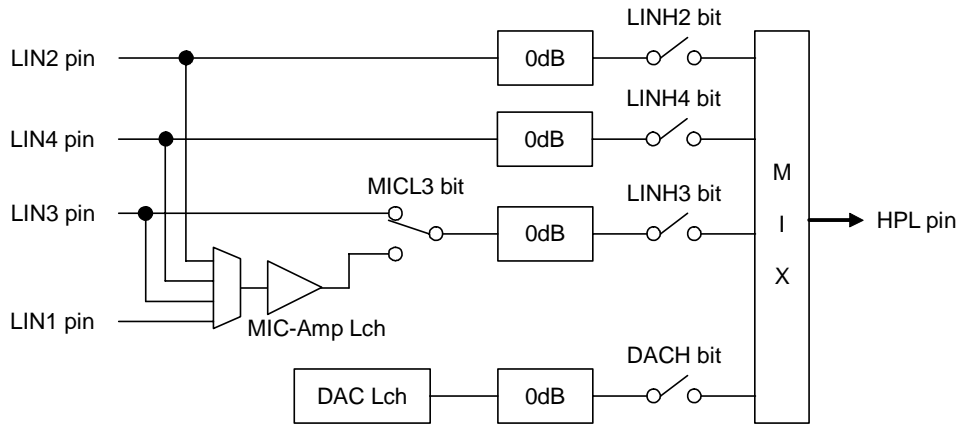 LINH2 bit
LIN2 pin
0dB
LINH4 bit
LIN4 pin
0dB
MICL3 bit
LINH3 bit
LIN3 pin
0dB
M
I
X
HPL pin
LIN1 pin
MIC-Amp Lch
DACH bit
DAC Lch
0dB